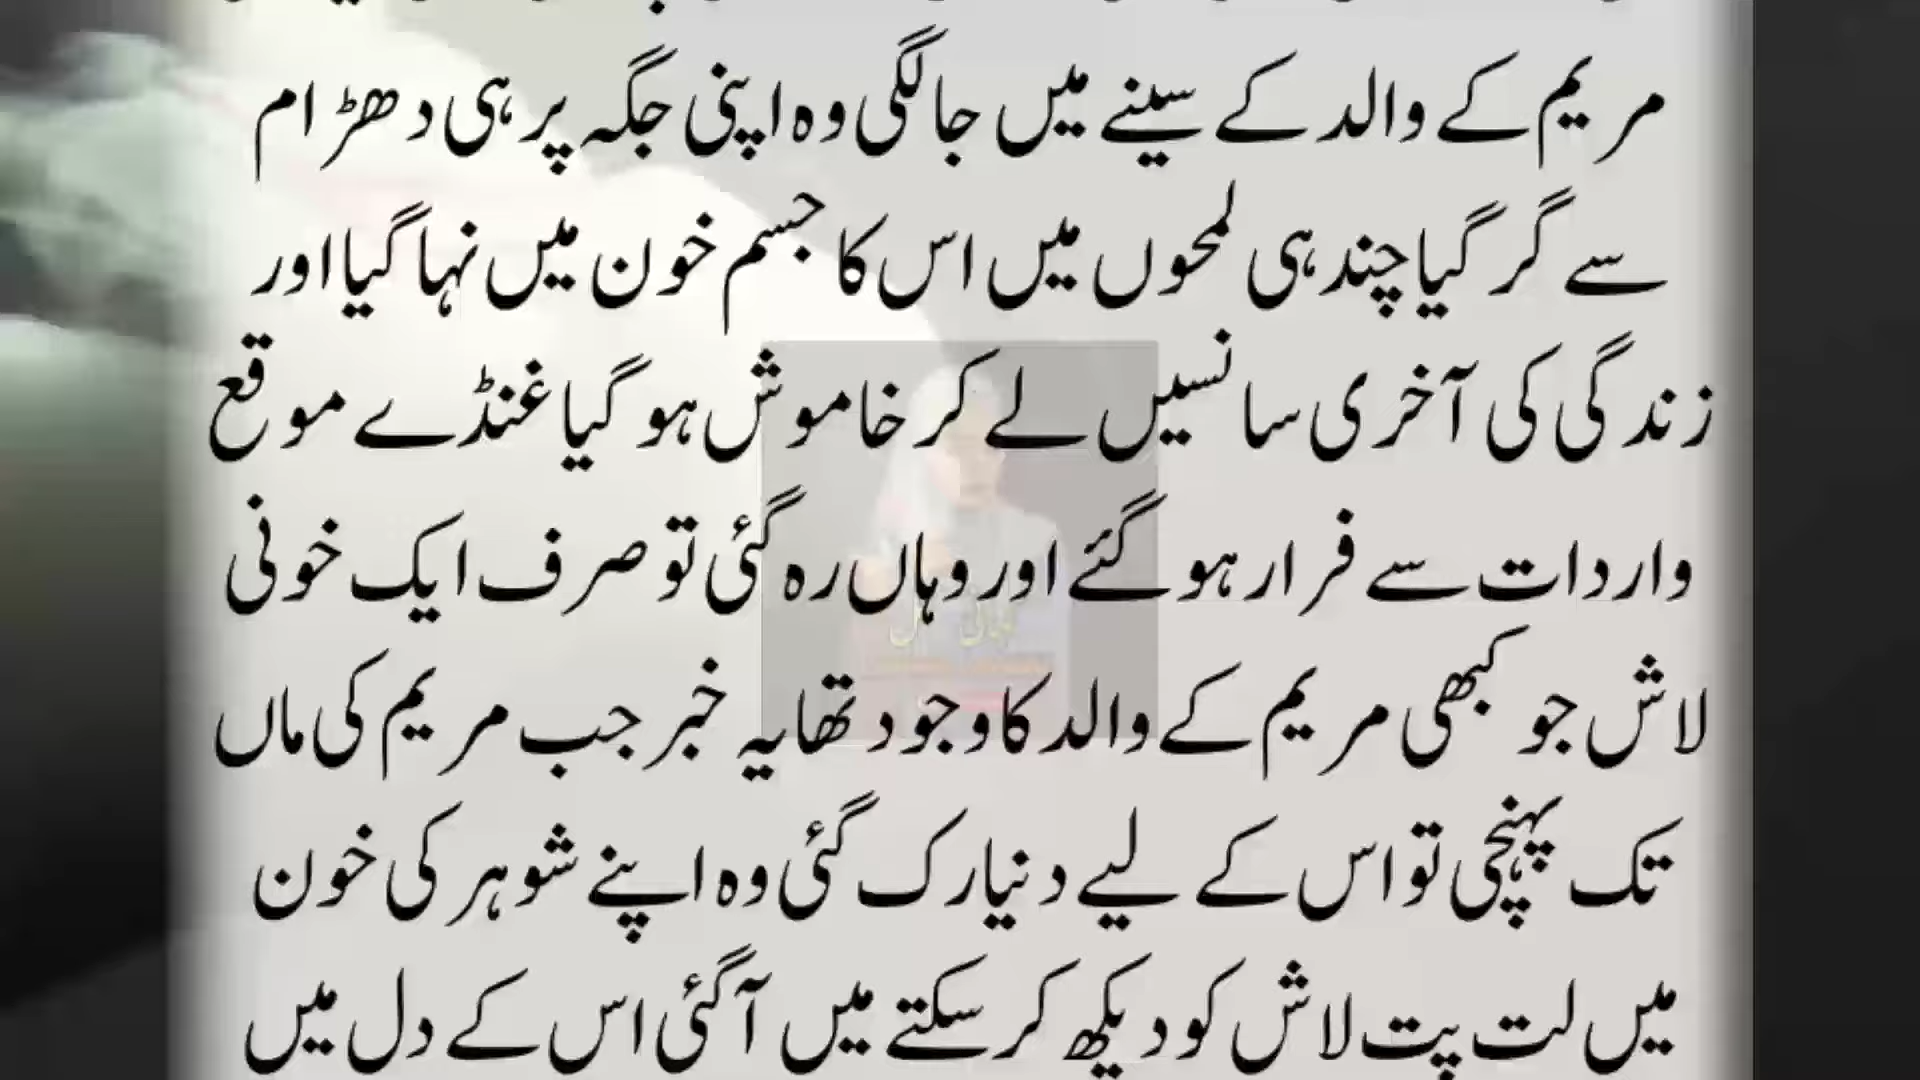 مریم کے والد کے سینے میں جا لگی وہ اپنی جگہ پر ہی دھڑام
سے گر گیا چند ہی لمحوں میں اس کا جسم خون میں نہا گیا اور
زندگی کی آخری سانسیں لے کر خاموش ہو گیا غنڈے موقع
واردات سے فرار ہو گئے اور وہاں رہ گئی تو صرف ایک خونی
لاش جو کبھی مریم کے والد کا وجود تھا یہ خبر جب مریم کی ماں
تک پہنچی تو اس کے لیے دنیا رک گئی وہ اپنے شوہر کی خون
میں لت پت لاش کو دیکھ کر سکتے میں آ گئی اس کے دل میں